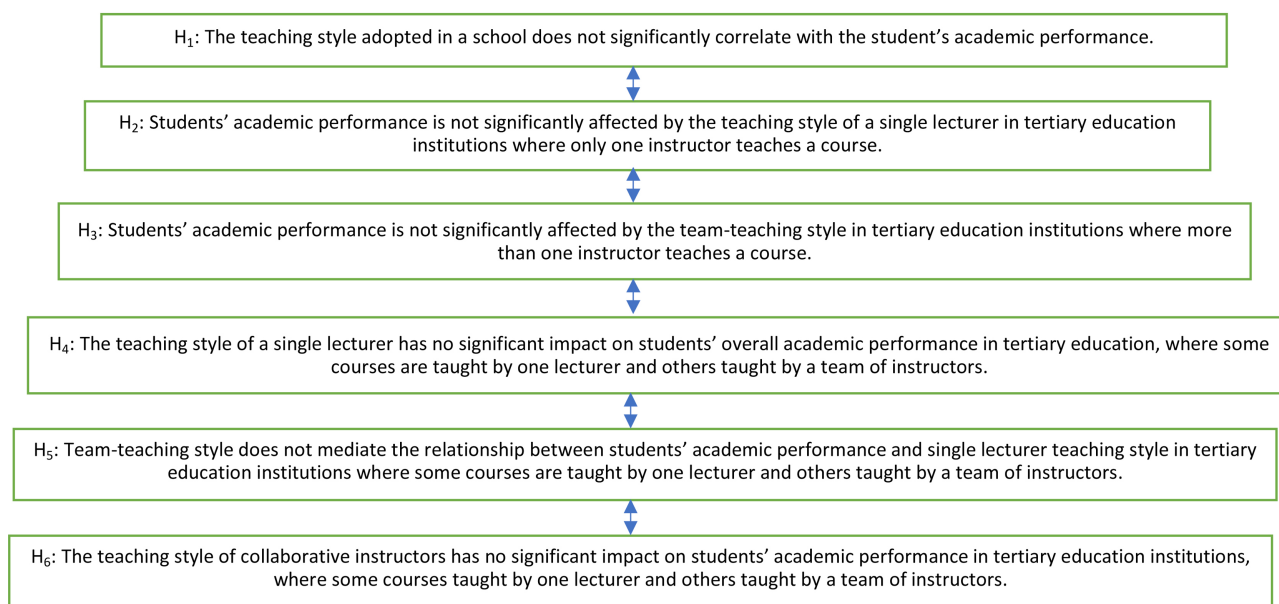 H₁: The teaching style adopted in a school does not significantly correlate with the student’s academic performance.
H₂: Students’ academic performance is not significantly affected by the teaching style of a single lecturer in tertiary education
institutions where only one instructor teaches a course.
H₃: Students’ academic performance is not significantly affected by the team-teaching style in tertiary education institutions where more
than one instructor teaches a course.
H₄: The teaching style of a single lecturer has no significant impact on students’ overall academic performance in tertiary education, where some
courses are taught by one lecturer and others taught by a team of instructors.
H₅: Team-teaching style does not mediate the relationship between students’ academic performance and single lecturer teaching style in tertiary
education institutions where some courses are taught by one lecturer and others taught by a team of instructors.
H₆: The teaching style of collaborative instructors has no significant impact on students’ academic performance in tertiary education institutions,
where some courses taught by one lecturer and others taught by a team of instructors.